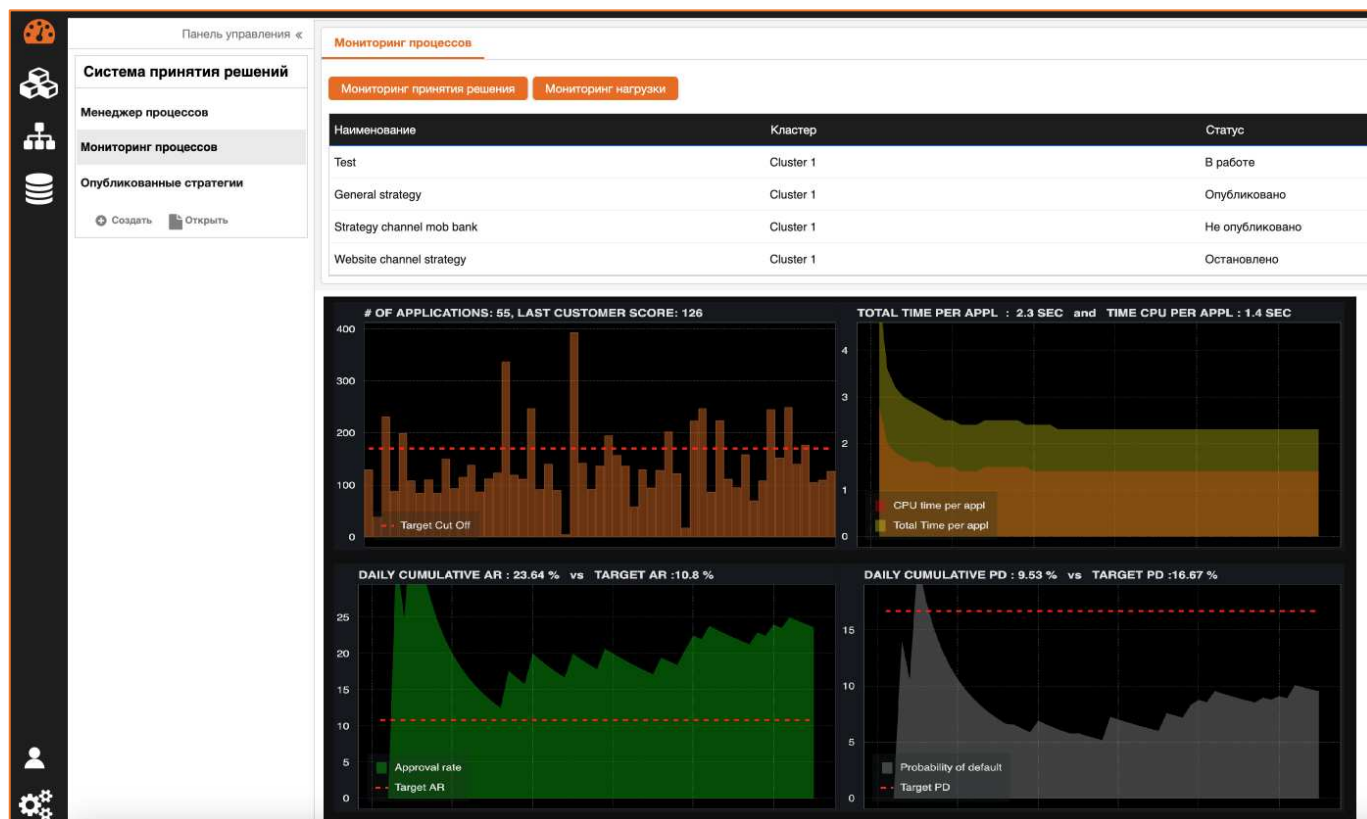 Панель управления «
Система принятия решений
Менеджер процессов
Мониторинг процессов
Опубликованные стратегии
Создать Открыть
Мониторинг процессов
Мониторинг принятия решения Мониторинг нагрузки
Наименование Кластер Статус
Test Cluster 1 В работе
General strategy Cluster 1 Опубликовано
Strategy channel mob bank Cluster 1 Не опубликовано
Website channel strategy Cluster 1 Остановлено
# OF APPLICATIONS: 55, LAST CUSTOMER SCORE: 126
400
300
200
100
0
Target Cut Off
TOTAL TIME PER APPL : 2.3 SEC and TIME CPU PER APPL : 1.4 SEC
4
3
2
1
0
CPU time per appl
Total Time per appl
DAILY CUMULATIVE AR : 23.64 % vs TARGET AR :10.8 %
25
20
15
10
5
0
Approval rate
Target AR
DAILY CUMULATIVE PD : 9.53 % vs TARGET PD :16.67 %
15
10
5
0
Probability of default
Target PD